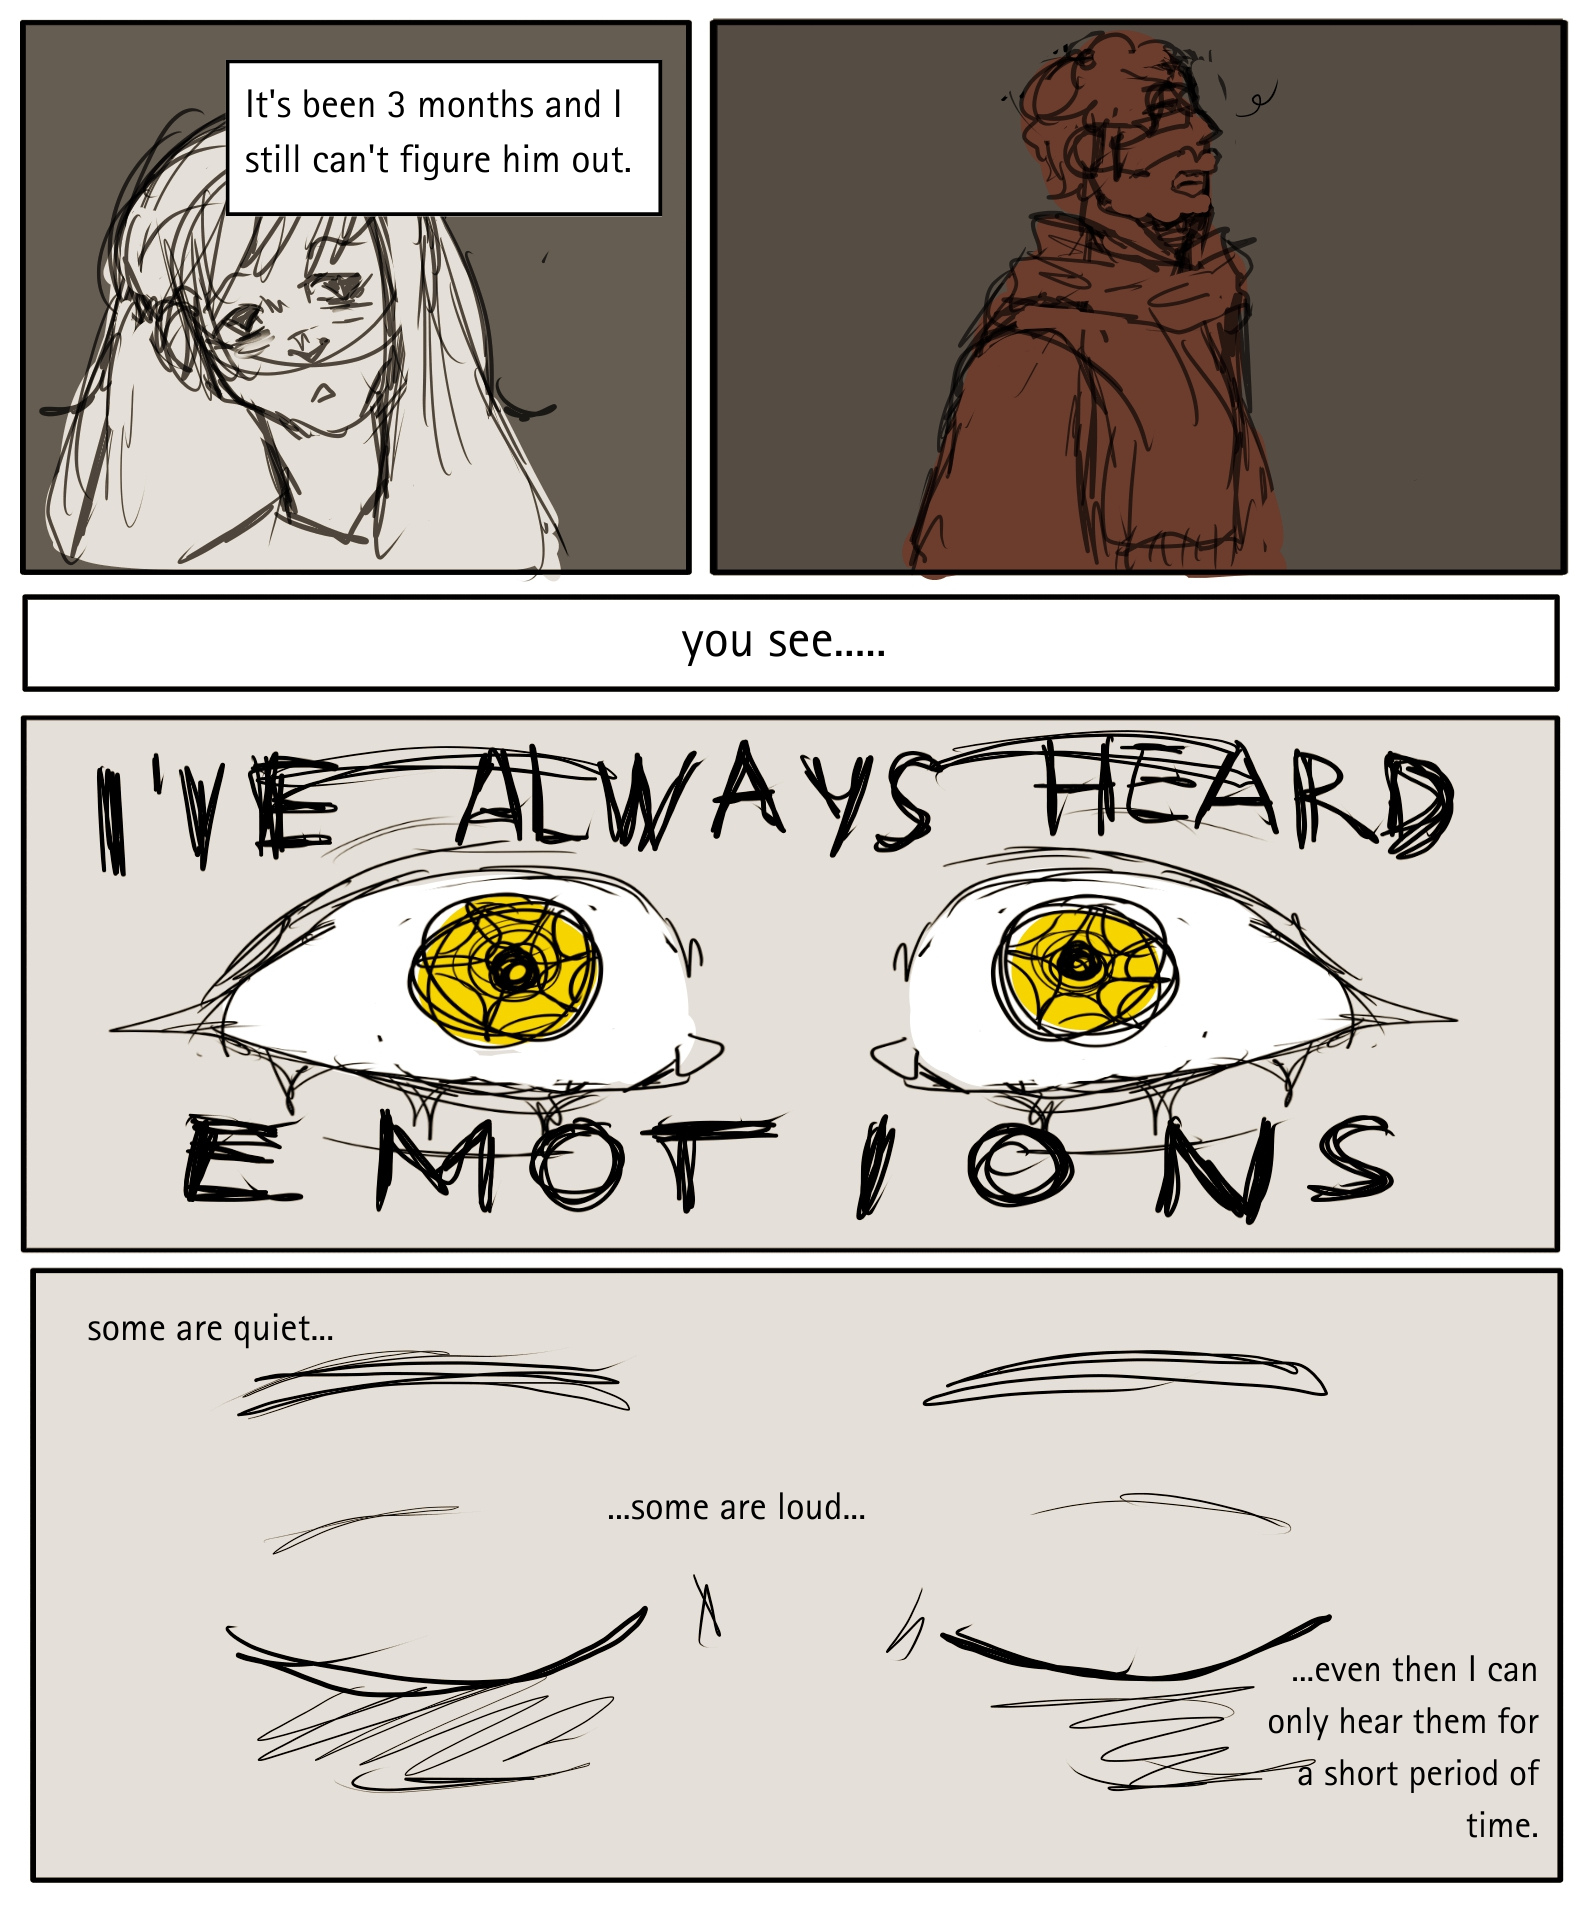 It's been 3 months and I
still can't figure him out.
you see.....
I'VE ALWAYS HEARD
EMOTIONS
some are quiet...
...some are loud...
...even then I can
only hear them for
a short period of
time.